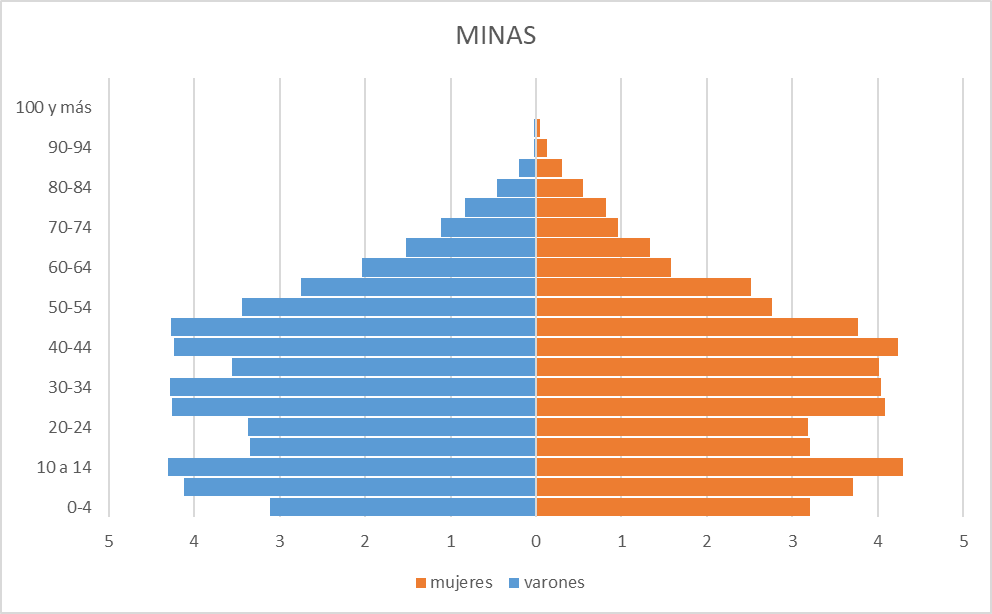 MINAS
100 y más
90-94
80-84
70-74
60-64
50-54
40-44
30-34
20-24
10 a 14
0-4
5 4 3 2 1 0 1 2 3 4 5
mujeres varones